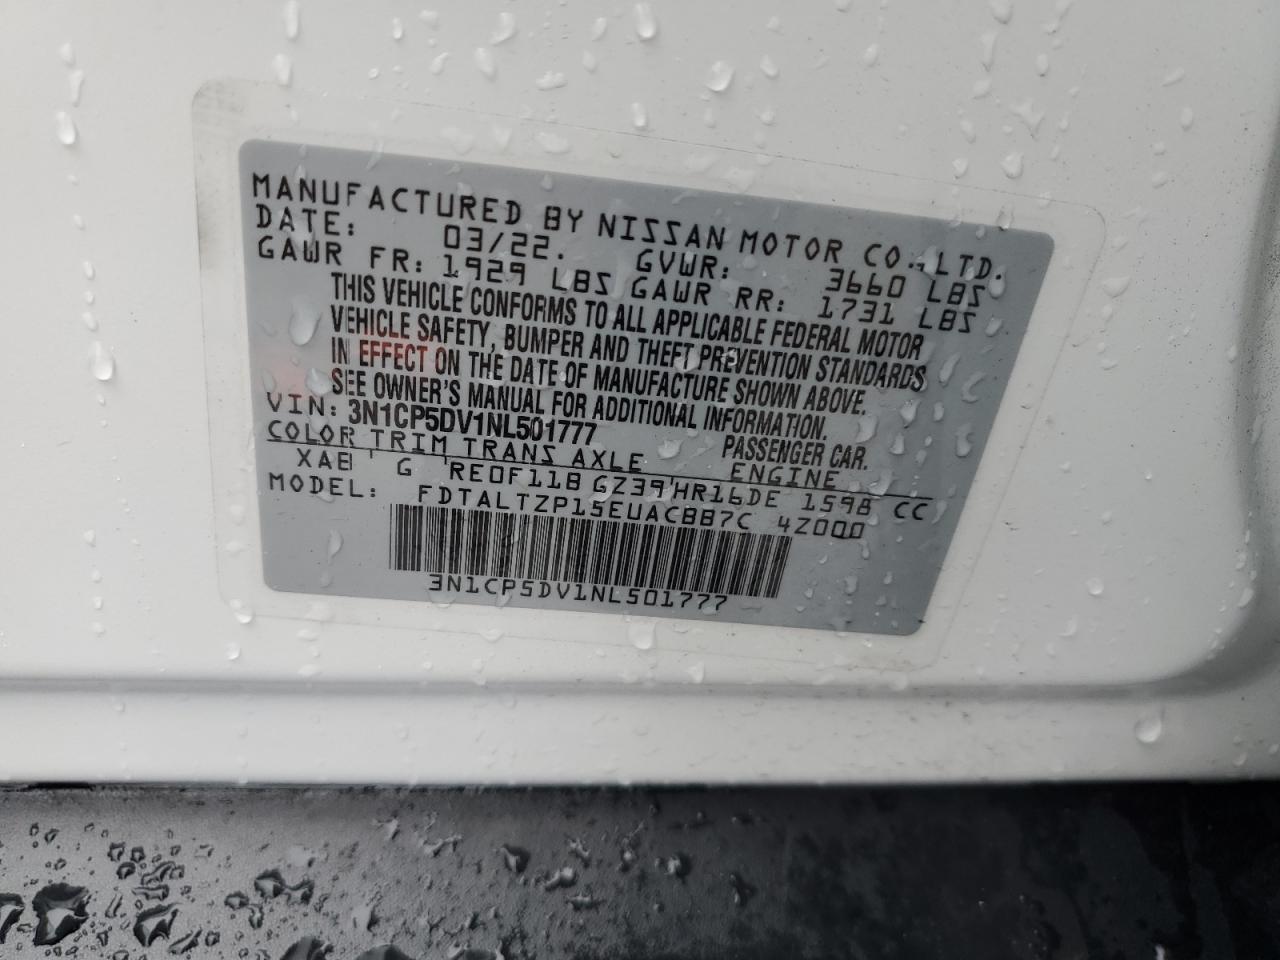 MANUFACTURED BY NISSAN MOTOR CO., LTD.
DATE: 03/22. GVWR: 3660 LBS
GAWR FR: 1929 LBS GAWR RR: 1731 LBS
THIS VEHICLE CONFORMS TO ALL APPLICABLE FEDERAL MOTOR
VEHICLE SAFETY, BUMPER AND THEFT PREVENTION STANDARDS
IN EFFECT ON THE DATE OF MANUFACTURE SHOWN ABOVE.
SEE OWNER'S MANUAL FOR ADDITIONAL INFORMATION.
VIN: 3N1CP5DV1NL501777 PASSENGER CAR.
COLOR TRIM TRANS AXLE ENGINE
G RE0F11B GZ39 HR16DE 1598 CC
MODEL: FDTALTZP15EUACBB7C 4Z000
3N1CP5DV1NL501777